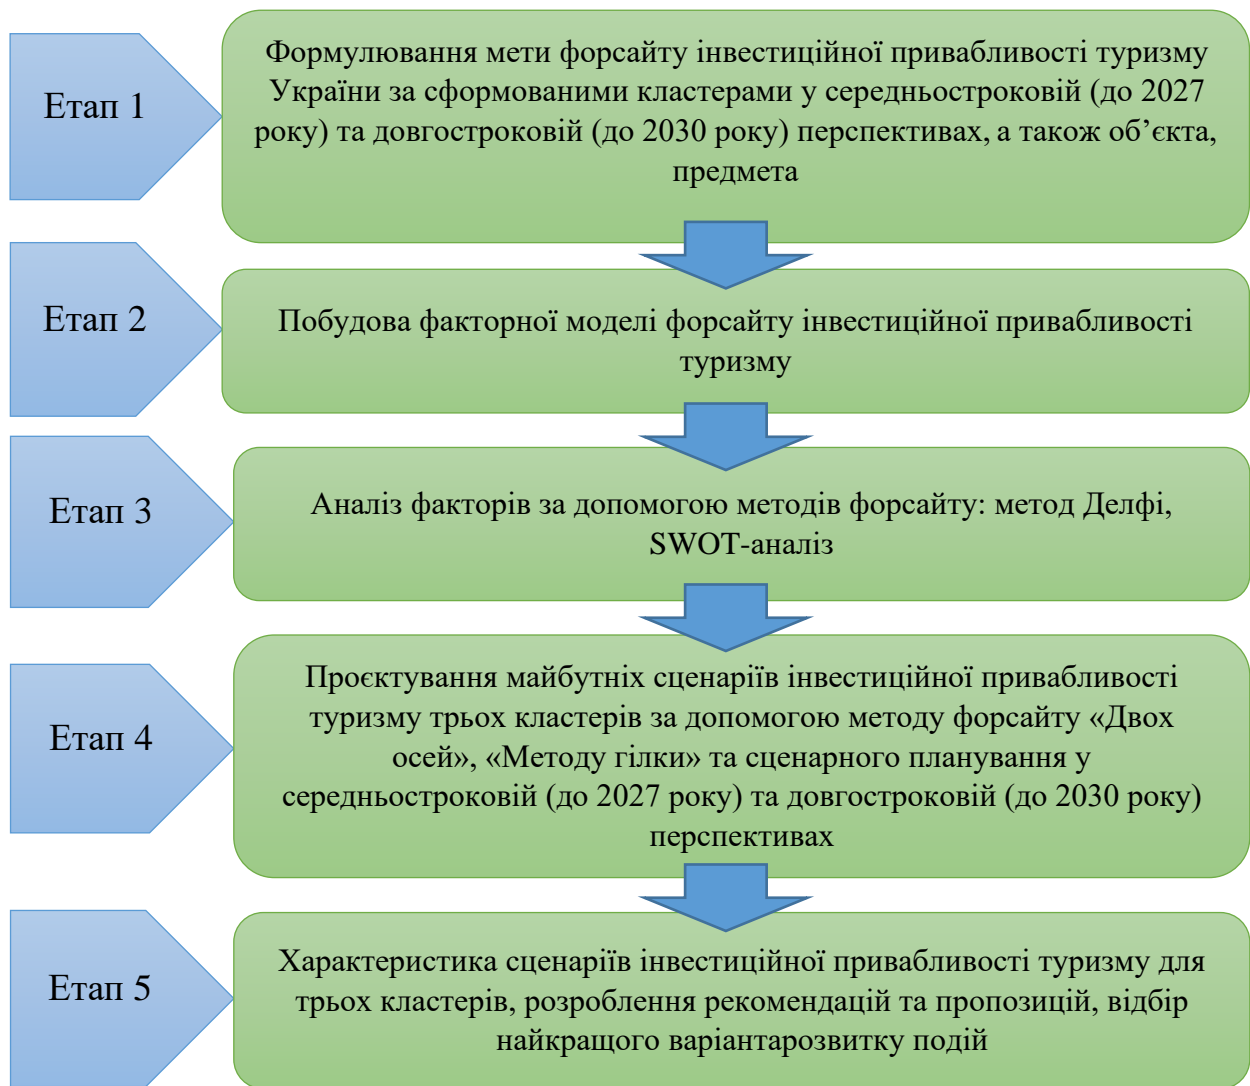 Етап 1
Формулювання мети форсайту інвестиційної привабливості туризму
України за сформованими кластерами у середньостроковій (до 2027
року) та довгостроковій (до 2030 року) перспективах, а також об’єкта,
предмета
Етап 2
Побудова факторної моделі форсайту інвестиційної привабливості
туризму
Етап 3
Аналіз факторів за допомогою методів форсайту: метод Делфі,
SWOT-аналіз
Етап 4
Проєктування майбутніх сценаріїв інвестиційної привабливості
туризму трьох кластерів за допомогою методу форсайту «Двох
осей», «Методу гілки» та сценарного планування у
середньостроковій (до 2027 року) та довгостроковій (до 2030 року)
перспективах
Етап 5
Характеристика сценаріїв інвестиційної привабливості туризму для
трьох кластерів, розроблення рекомендацій та пропозицій, відбір
найкращого варіантарозвитку подій